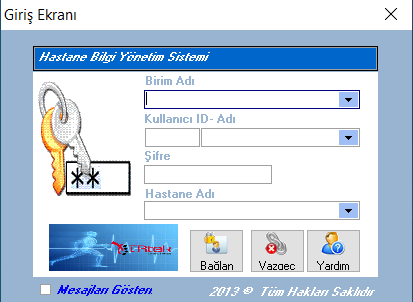 Giriş Ekranı
Hastane Bilgi Yönetim Sistemi
Birim Adı
Kullanıcı ID- Adı
Şifre
**
Hastane Adı
Bağlan
Vazgeç
Yardım
Mesajları Göster.
2013 © Tüm Hakları Saklıdır